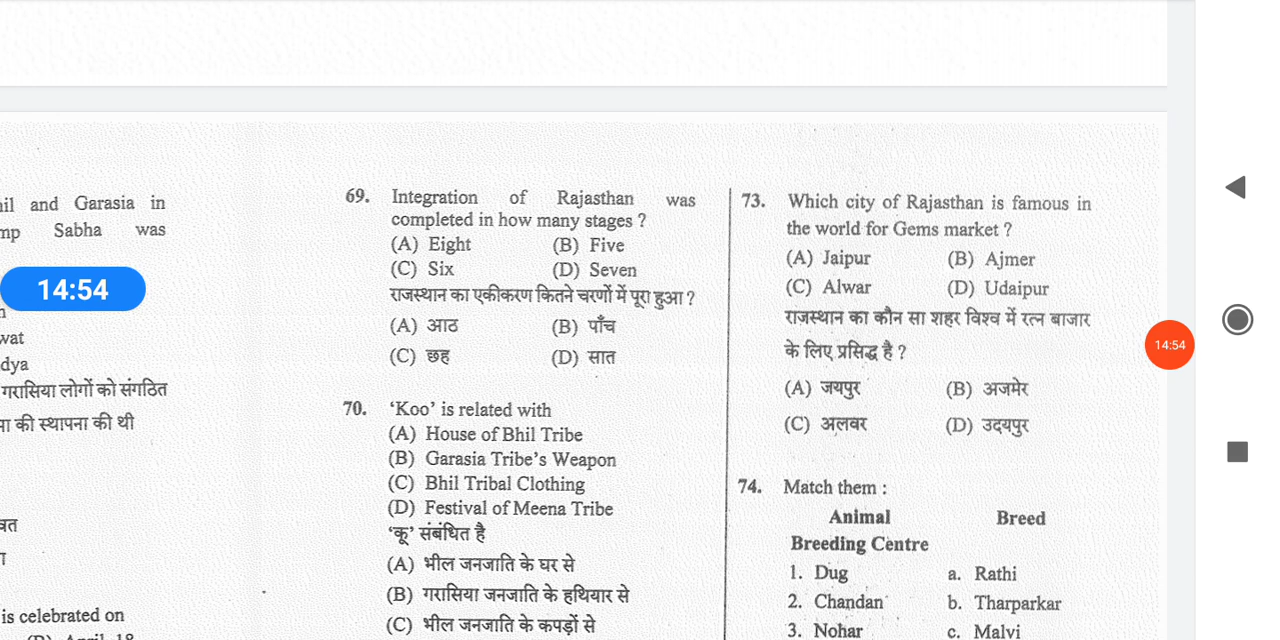 and Garasia in
Sabha was
14:54
गरासिया लोगों को संगठित
की स्थापना की थी
is celebrated on
69. Integration of Rajasthan was
completed in how many stages ?
(A) Eight (B) Five
(C) Six (D) Seven
राजस्थान का एकीकरण कितने चरणों में पूरा हुआ ?
(A) आठ (B) पाँच
(C) छह (D) सात
70. ‘Koo’ is related with
(A) House of Bhil Tribe
(B) Garasia Tribe’s Weapon
(C) Bhil Tribal Clothing
(D) Festival of Meena Tribe
‘कू’ संबंधित है
(A) भील जनजाति के घर से
(B) गरासिया जनजाति के हथियार से
(C) भील जनजाति के कपड़ों से
73. Which city of Rajasthan is famous in
the world for Gems market ?
(A) Jaipur (B) Ajmer
(C) Alwar (D) Udaipur
राजस्थान का कौन सा शहर विश्व में रत्न बाजार
के लिए प्रसिद्ध है ?
(A) जयपुर (B) अजमेर
(C) अलवर (D) उदयपुर
74. Match them :
Animal Breed
Breeding Centre
1. Dug a. Rathi
2. Chandan b. Tharparkar
3. Nohar c. Malvi
14:54